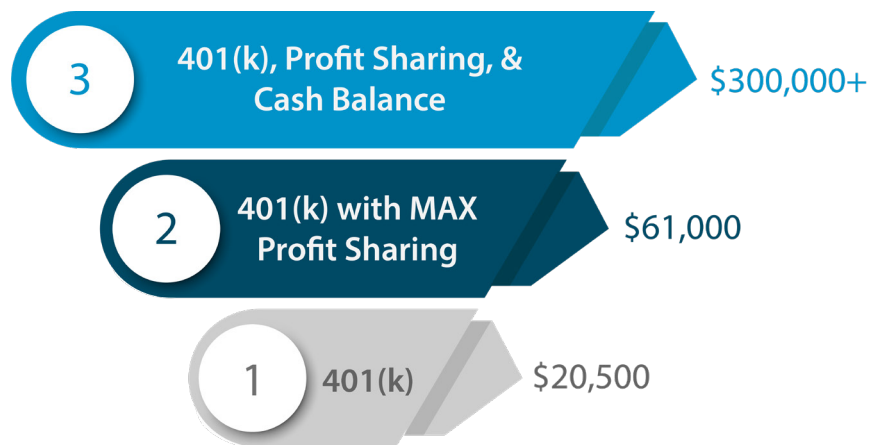 3
401(k), Profit Sharing, &
Cash Balance
$300,000+
2
401(k) with MAX
Profit Sharing
$61,000
1
401(k)
$20,500